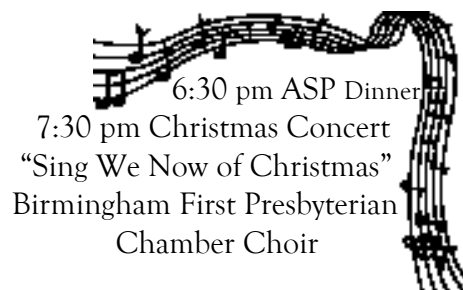 6:30 pm ASP Dinner
7:30 pm Christmas Concert
“Sing We Now of Christmas”
Birmingham First Presbyterian
Chamber Choir